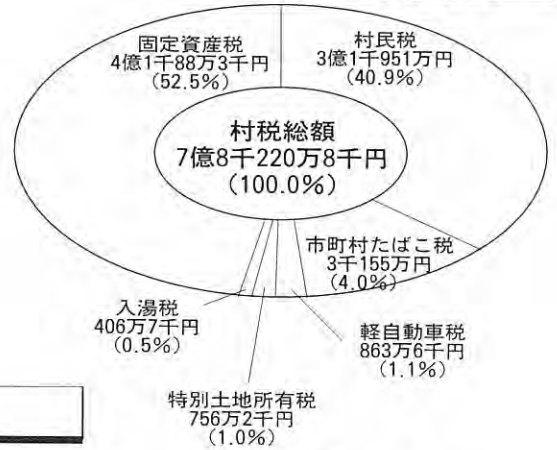 固定資産税
4億1千88万3千円
(52.5%)
村民税
3億1千951万円
(40.9%)
村税総額
7億8千220万8千円
(100.0%)
市町村たばこ税
3千155万円
(4.0%)
入湯税
406万7千円
(0.5%)
軽自動車税
863万6千円
(1.1%)
特別土地所有税
756万2千円
(1.0%)